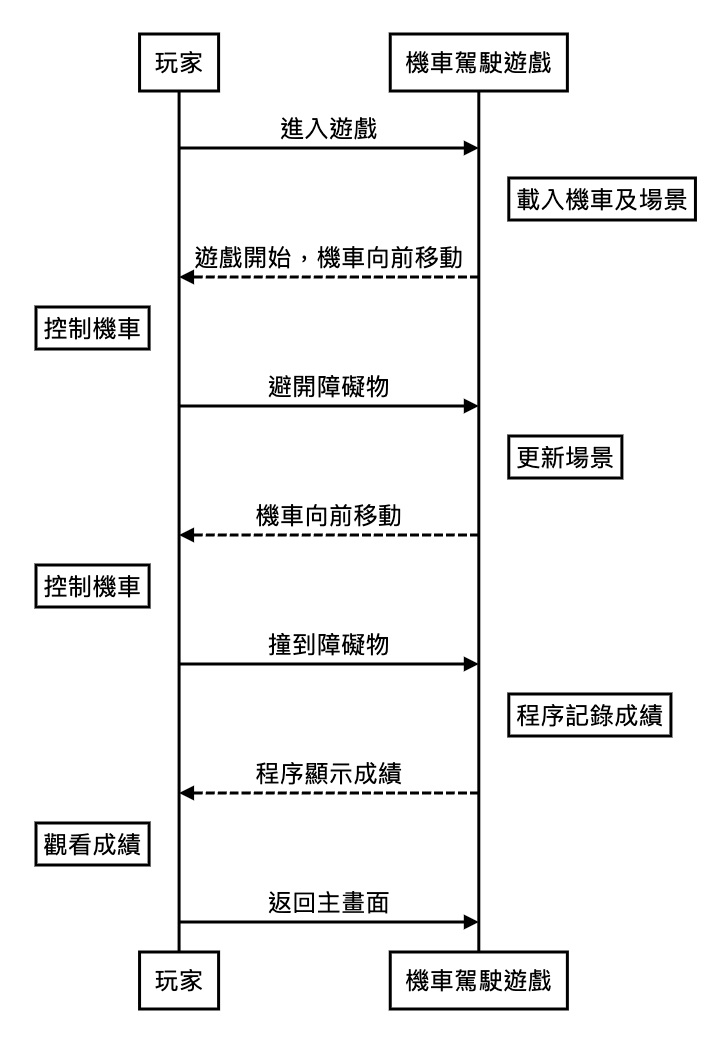 玩家
機車駕駛遊戲
進入遊戲
載入機車及場景
遊戲開始，機車向前移動
控制機車
避開障礙物
更新場景
機車向前移動
控制機車
撞到障礙物
程序記錄成績
程序顯示成績
觀看成績
返回主畫面
玩家
機車駕駛遊戲